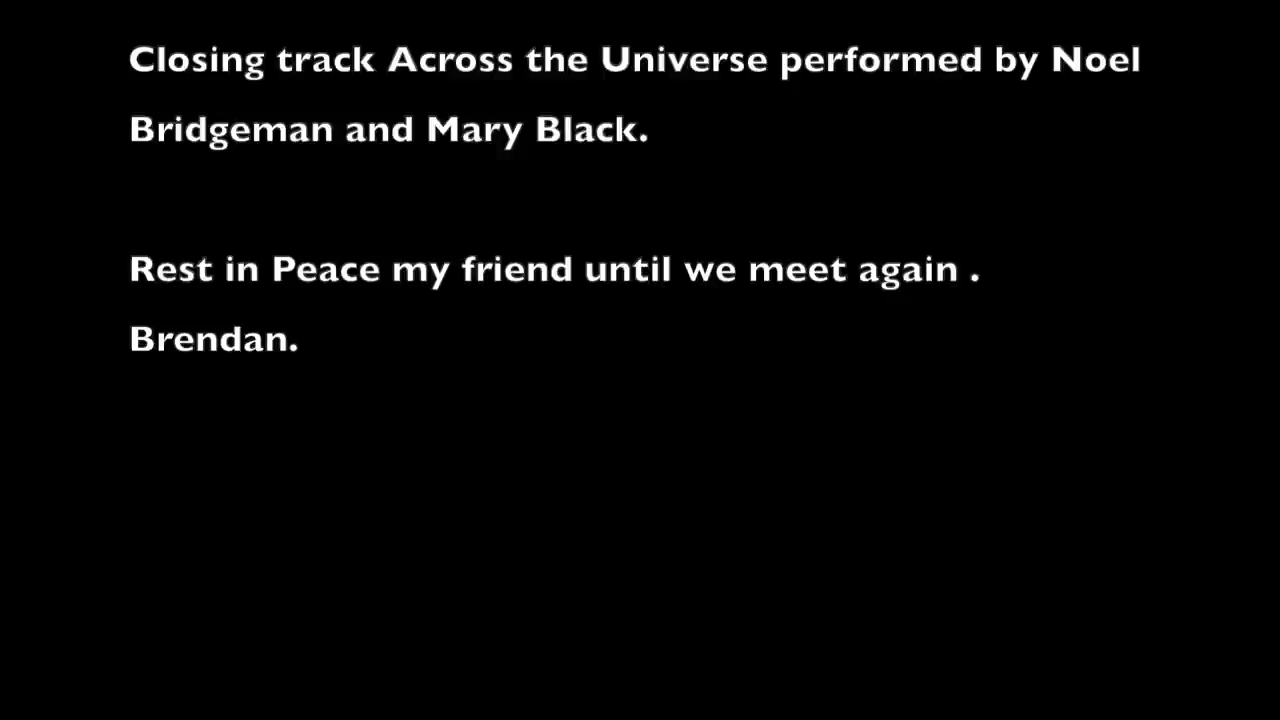 Closing track Across the Universe performed by Noel
Bridgeman and Mary Black.
Rest in Peace my friend until we meet again .
Brendan.